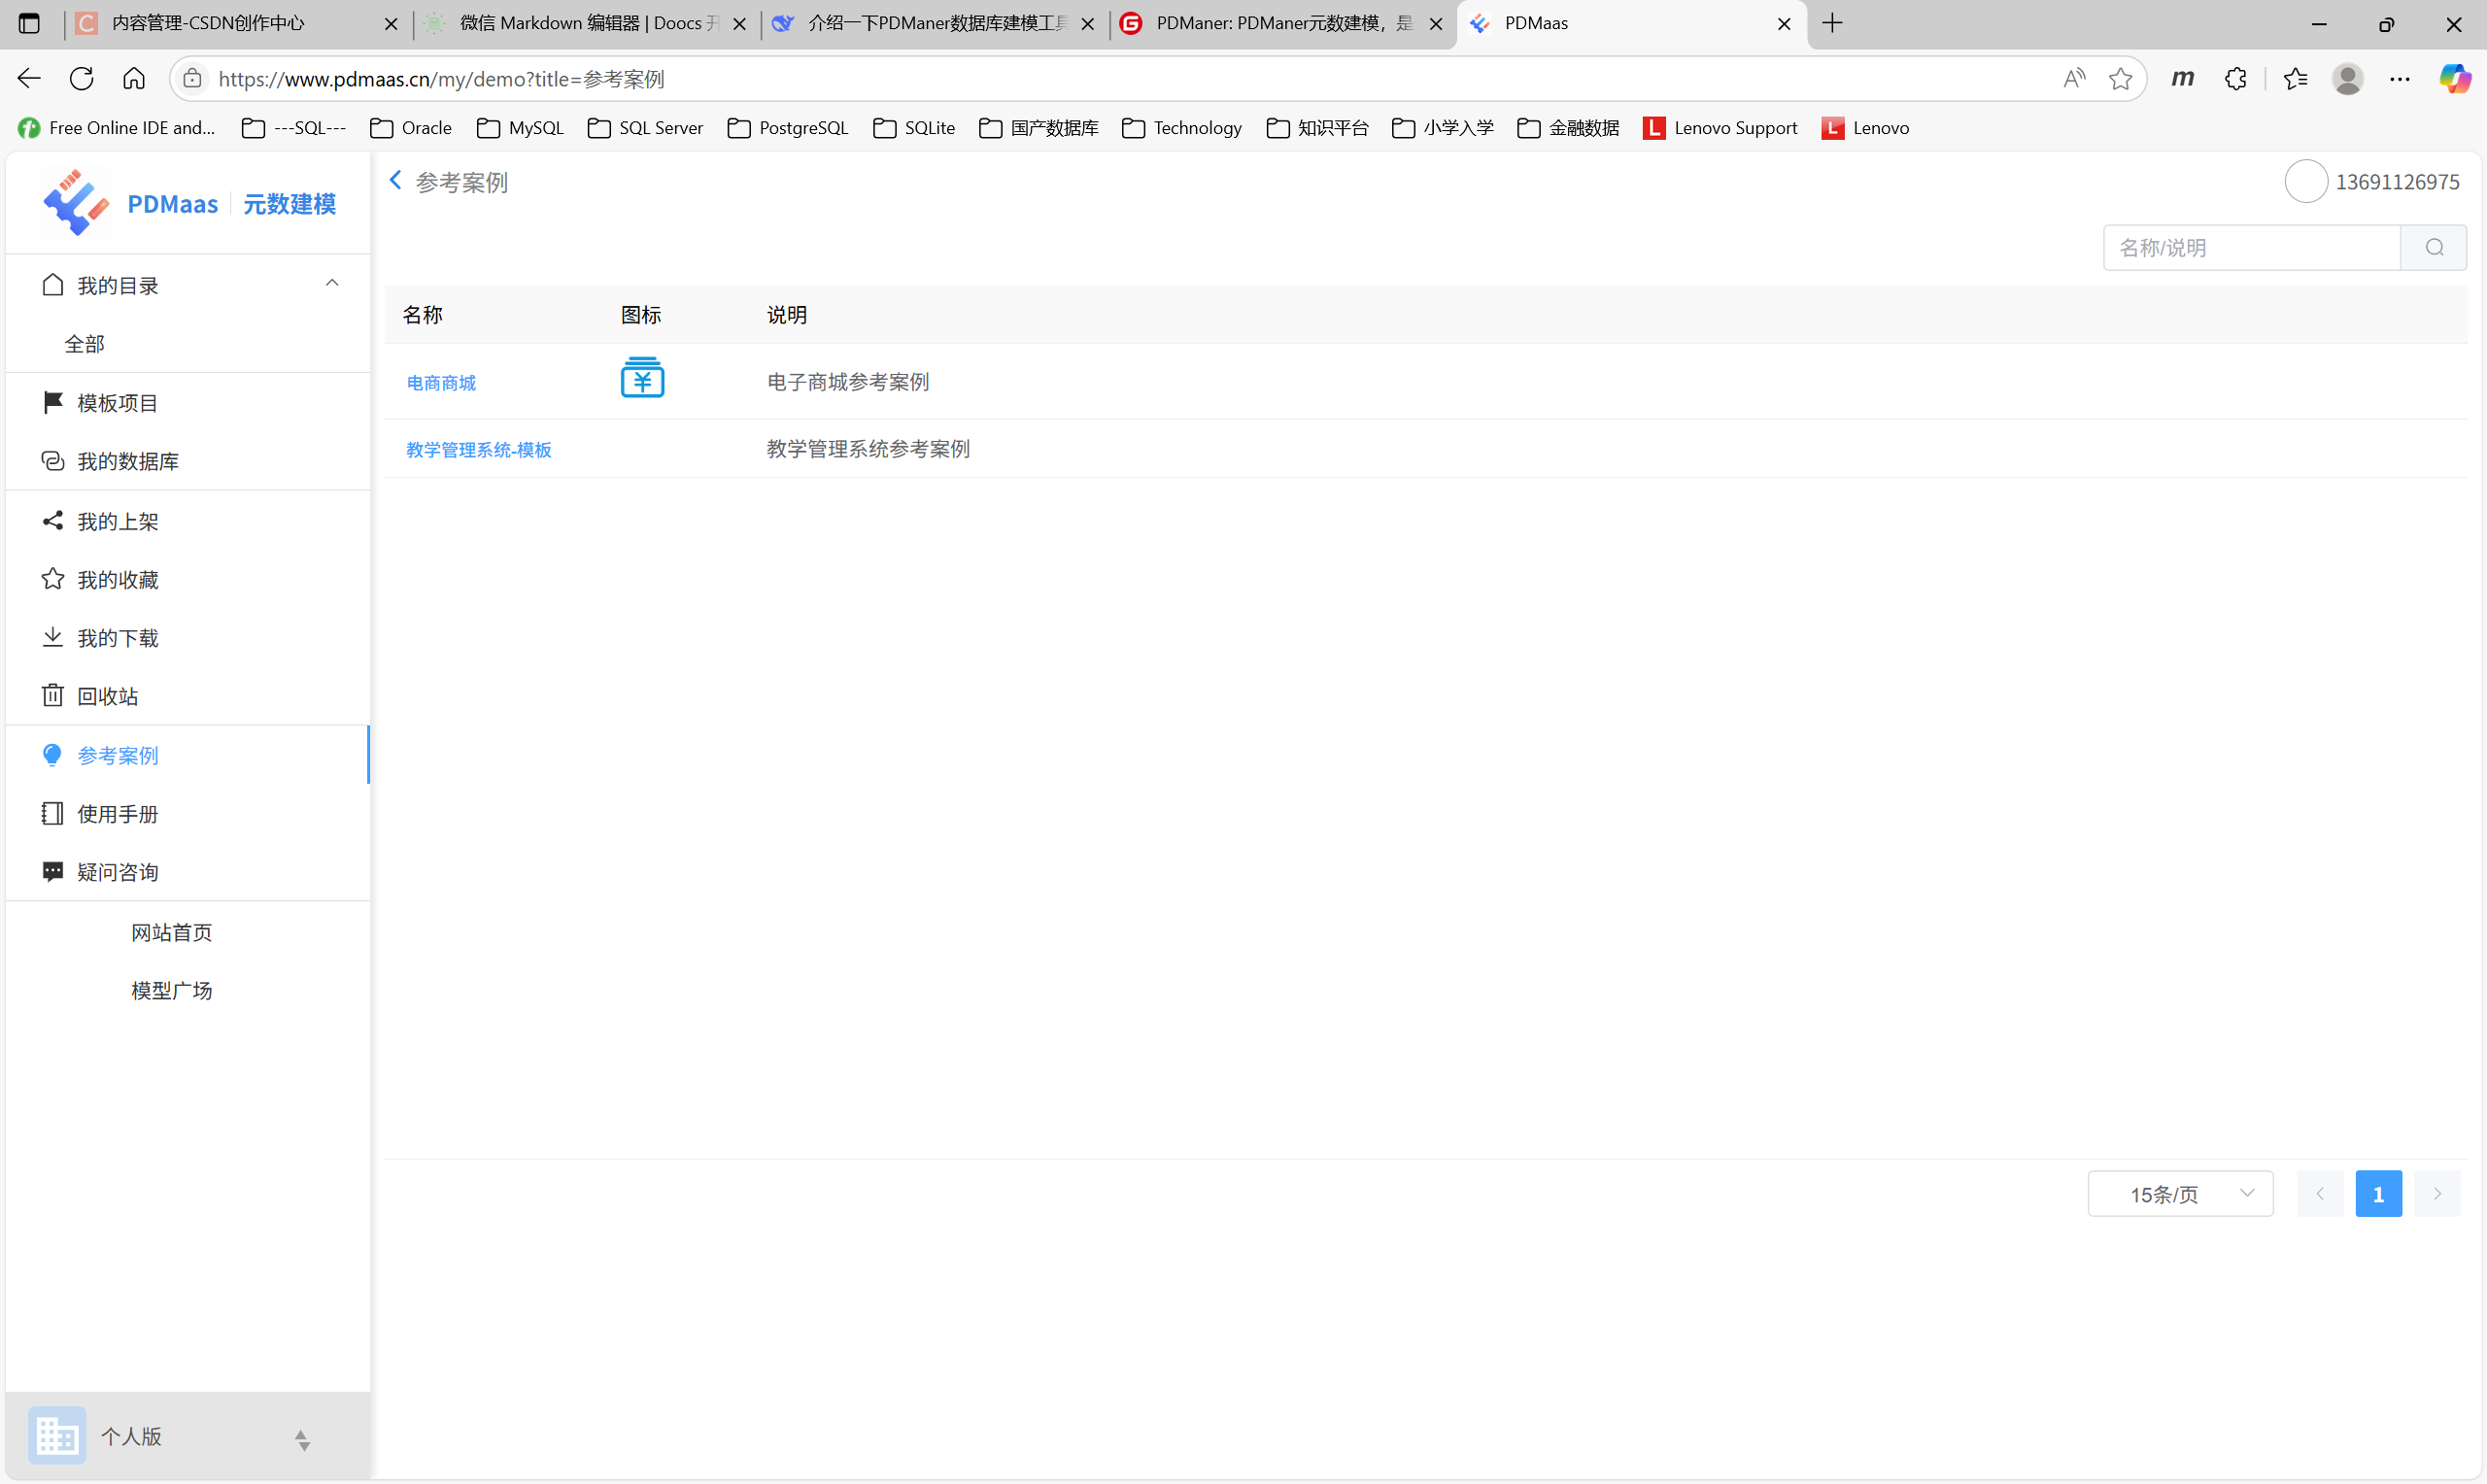 内容管理-CSDN创作中心
微信 Markdown 编辑器 | Doocs 开
介绍一下PDManer数据库建模工具
PDManer: PDManer元数建模，是
PDMaas
https://www.pdmaas.cn/my/demo?title=参考案例
Free Online IDE and...
---SQL---
Oracle
MySQL
SQL Server
PostgreSQL
SQLite
国产数据库
Technology
知识平台
小学入学
金融数据
Lenovo Support
Lenovo
PDMaas 元数建模
我的目录
全部
模板项目
我的数据库
我的上架
我的收藏
我的下载
回收站
参考案例
使用手册
疑问咨询
网站首页
模型广场
个人版
参考案例
13691126975
名称/说明
名称 图标 说明
电商商城 电子商城参考案例
教学管理系统-模板 教学管理系统参考案例
15条/页
1